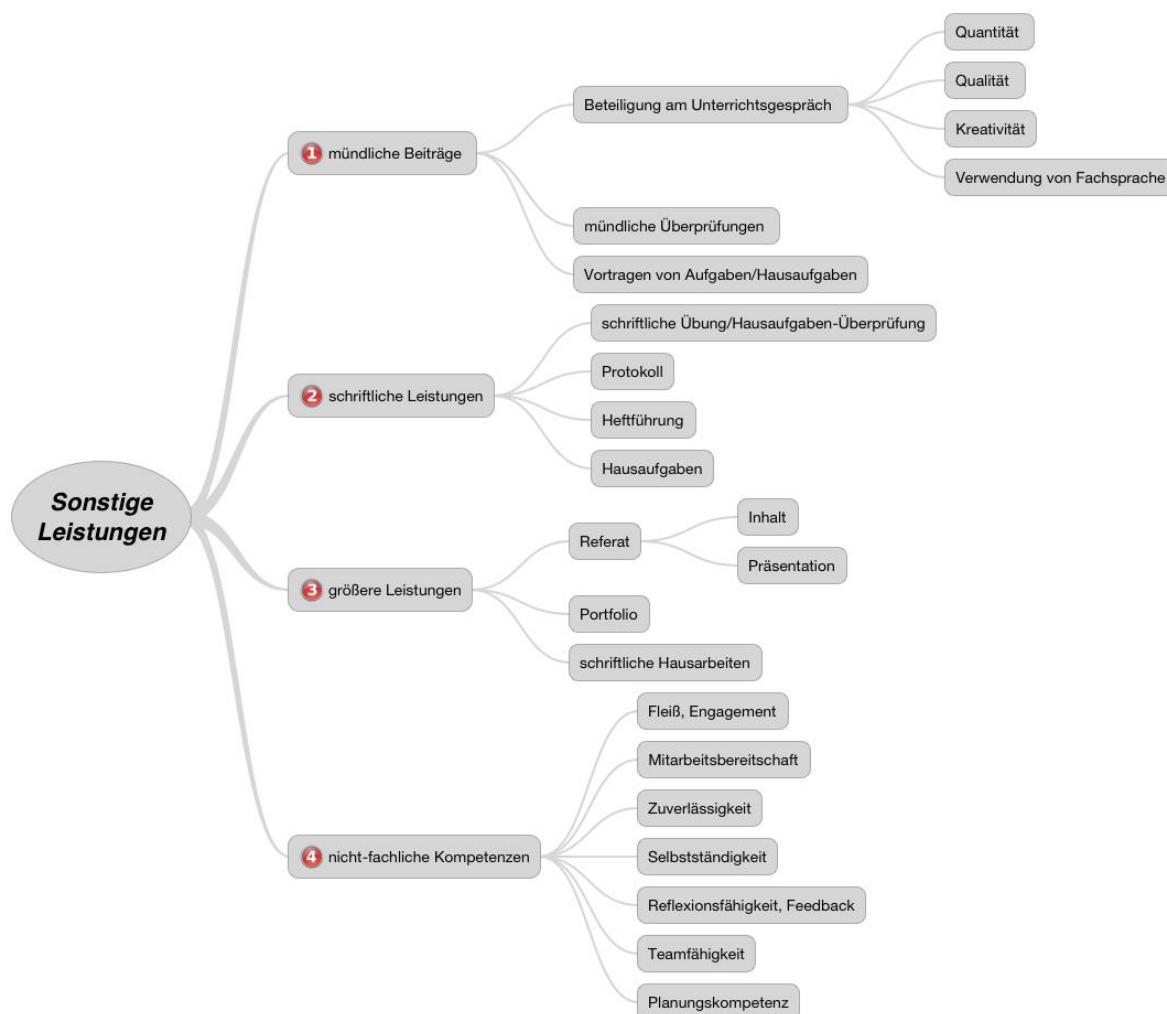 Sonstige
Leistungen
1 mündliche Beiträge
Beteiligung am Unterrichtsgespräch
Quantität
Qualität
Kreativität
Verwendung von Fachsprache
mündliche Überprüfungen
Vortragen von Aufgaben/Hausaufgaben
2 schriftliche Leistungen
schriftliche Übung/Hausaufgaben-Überprüfung
Protokoll
Heftführung
Hausaufgaben
3 größere Leistungen
Referat
Inhalt
Präsentation
Portfolio
schriftliche Hausarbeiten
4 nicht-fachliche Kompetenzen
Fleiß, Engagement
Mitarbeitsbereitschaft
Zuverlässigkeit
Selbstständigkeit
Reflexionsfähigkeit, Feedback
Teamfähigkeit
Planungskompetenz